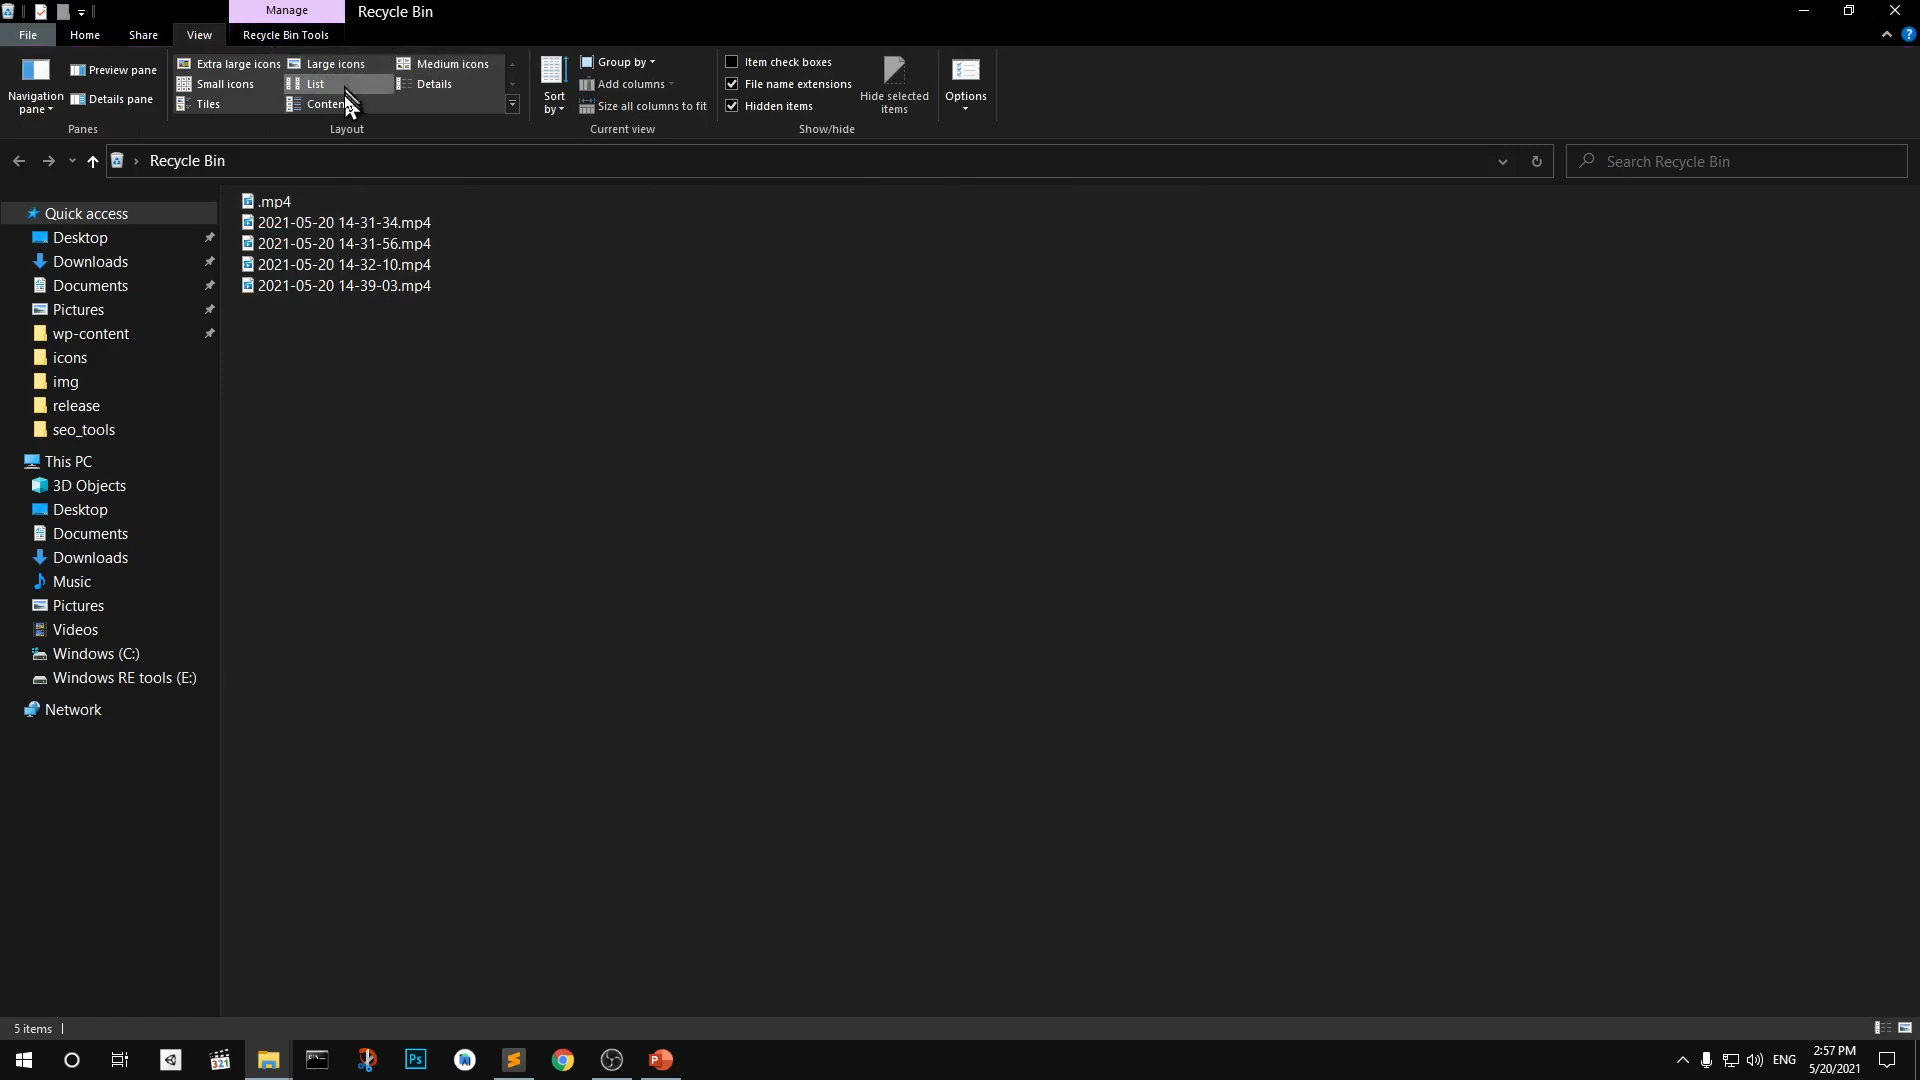 Manage
Recycle Bin
File
Home
Share
View
Recycle Bin Tools
Navigation pane
Preview pane
Details pane
Panes
Extra large icons
Large icons
Medium icons
Small icons
List
Details
Tiles
Layout
Sort by
Group by
Add columns
Size all columns to fit
Current view
Item check boxes
File name extensions
Hidden items
Hide selected items
Show/hide
Options
Recycle Bin
Search Recycle Bin
Quick access
Desktop
Downloads
Documents
Pictures
wp-content
icons
img
release
seo_tools
This PC
3D Objects
Desktop
Documents
Downloads
Music
Pictures
Videos
Windows (C:)
Windows RE tools (E:)
Network
.mp4
2021-05-20 14-31-34.mp4
2021-05-20 14-31-56.mp4
2021-05-20 14-32-10.mp4
2021-05-20 14-39-03.mp4
5 items
321
Ps
ENG
2:57 PM
5/20/2021